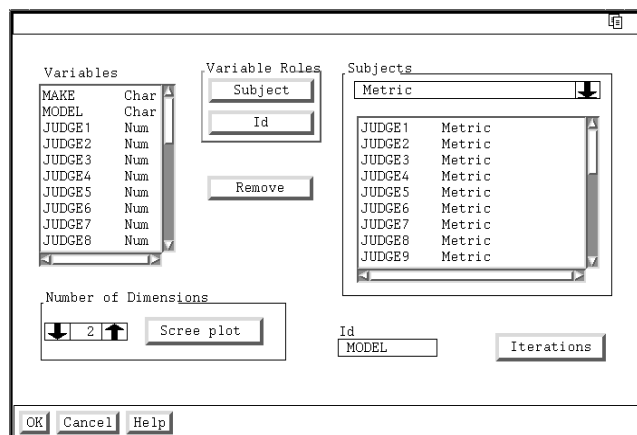 Variables
MAKE Char
MODEL Char
JUDGE1 Num
JUDGE2 Num
JUDGE3 Num
JUDGE4 Num
JUDGE5 Num
JUDGE6 Num
JUDGE7 Num
JUDGE8 Num
Variable Roles
Subject
Id
Remove
Subjects
Metric
JUDGE1 Metric
JUDGE2 Metric
JUDGE3 Metric
JUDGE4 Metric
JUDGE5 Metric
JUDGE6 Metric
JUDGE7 Metric
JUDGE8 Metric
JUDGE9 Metric
Number of Dimensions
2
Scree plot
Id
MODEL
Iterations
OK Cancel Help